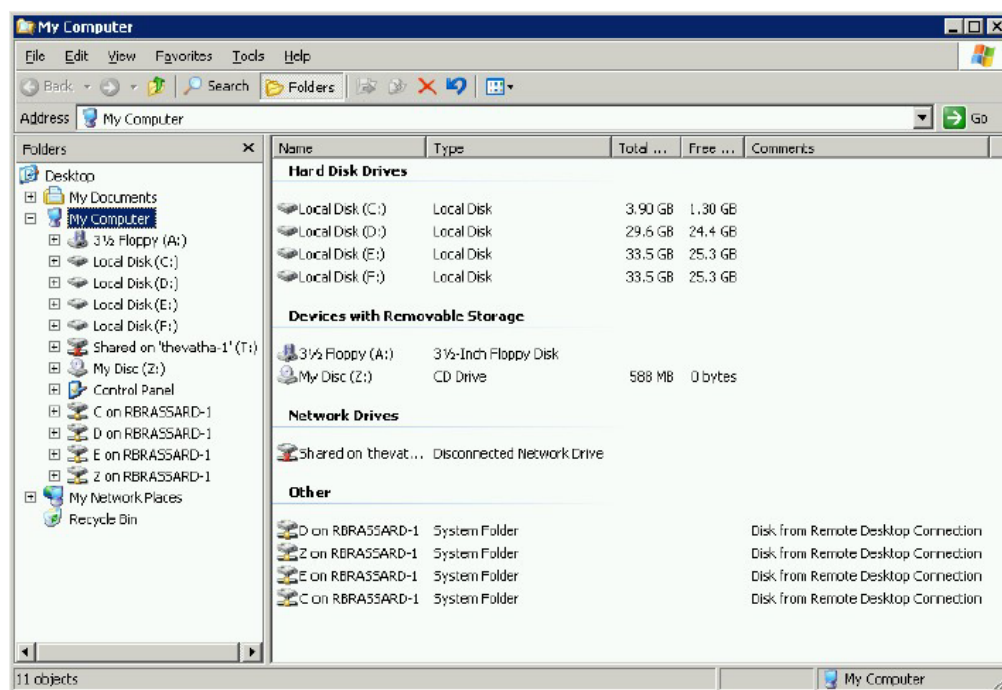 My Computer
File Edit View Favorites Tools Help
Back Search Folders
Address My Computer Go
Folders
Desktop
My Documents
My Computer
3½ Floppy (A:)
Local Disk (C:)
Local Disk (D:)
Local Disk (E:)
Local Disk (F:)
Shared on 'thevatha-1' (T:)
My Disc (Z:)
Control Panel
C on RBRASSARD-1
D on RBRASSARD-1
E on RBRASSARD-1
Z on RBRASSARD-1
My Network Places
Recycle Bin
Name Type Total ... Free ... Comments
Hard Disk Drives
Local Disk (C:) Local Disk 3.90 GB 1.30 GB
Local Disk (D:) Local Disk 29.6 GB 24.4 GB
Local Disk (E:) Local Disk 33.5 GB 25.3 GB
Local Disk (F:) Local Disk 33.5 GB 25.3 GB
Devices with Removable Storage
3½ Floppy (A:) 3½-Inch Floppy Disk
My Disc (Z:) CD Drive 588 MB 0 bytes
Network Drives
Shared on 'thevat... Disconnected Network Drive
Other
D on RBRASSARD-1 System Folder Disk from Remote Desktop Connection
Z on RBRASSARD-1 System Folder Disk from Remote Desktop Connection
E on RBRASSARD-1 System Folder Disk from Remote Desktop Connection
C on RBRASSARD-1 System Folder Disk from Remote Desktop Connection
11 objects My Computer